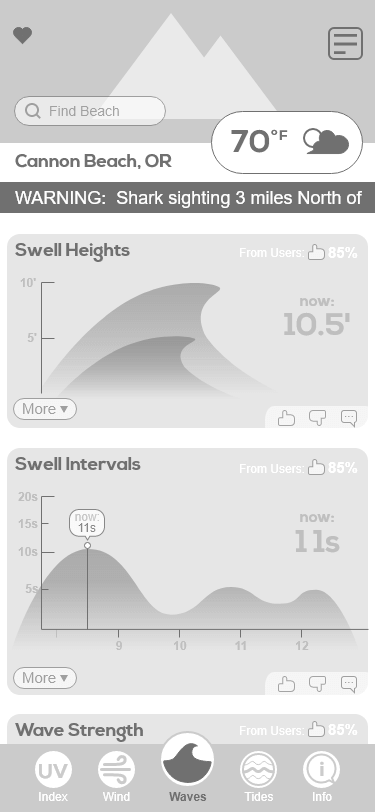 Find Beach
70°F
Cannon Beach, OR
WARNING:  Shark sighting 3 miles North of
Swell Heights
From Users: 85%
10'
5'
now:
10.5'
More
Swell Intervals
From Users: 85%
20s
15s
10s
5s
now:
11s
now:
11s
9 10 11 12
More
Wave Strength
From Users: 85%
UV
Index
Wind
Waves
Tides
i
Info